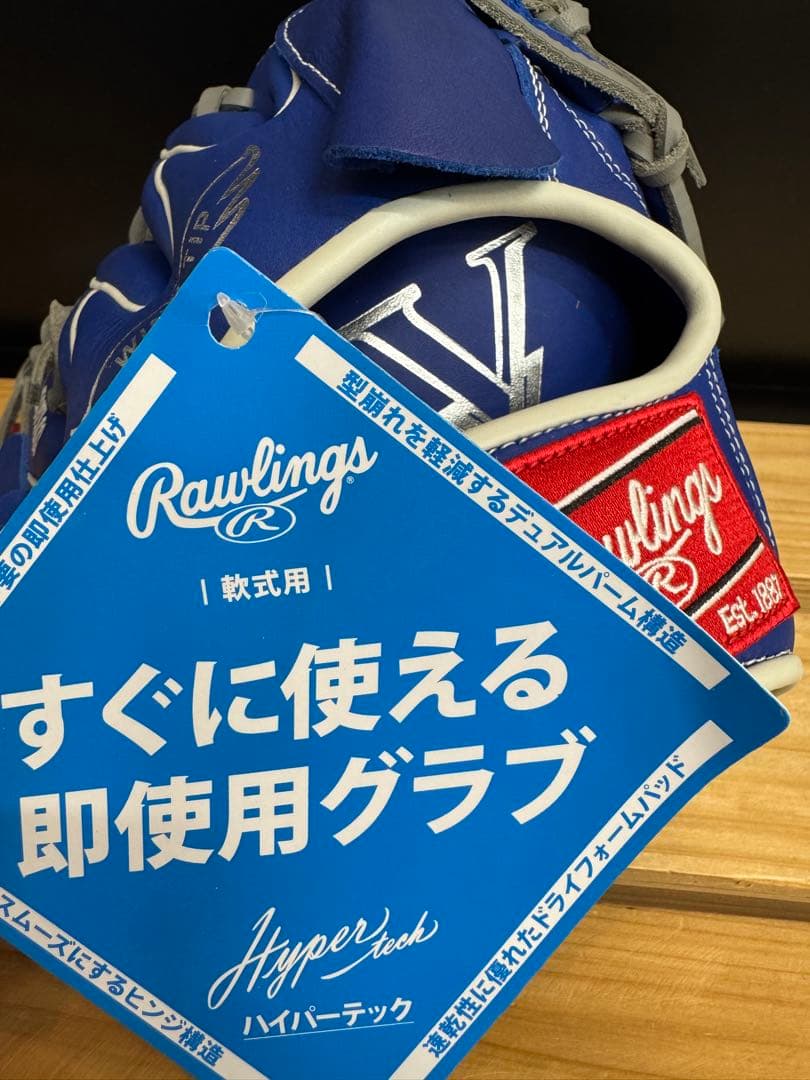 Rawlings
R
軟式用
すぐに使える
即使用グラブ
Hyper tech
ハイパーテック
型崩れを軽減するデュアルパーム構造
速乾性に優れたドライフォームパッド
の即使用仕上げ
スムーズにするヒンジ構造
wlings
R
Est. 1887